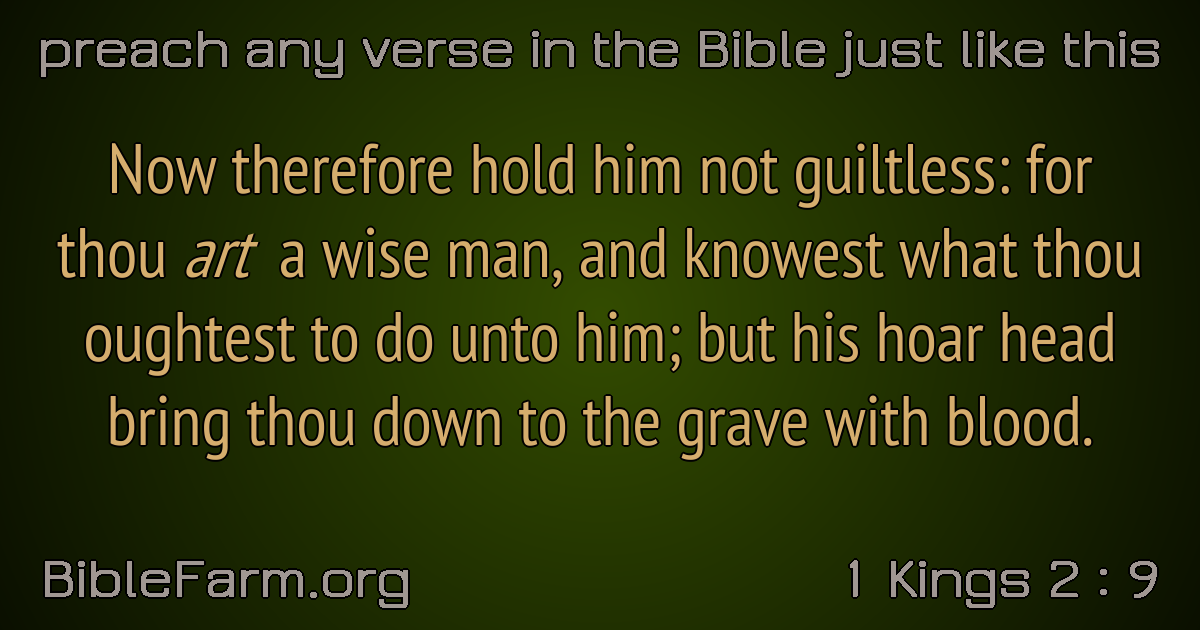 preach any verse in the Bible just like this
Now therefore hold him not guiltless: for
thou art a wise man, and knowest what thou
oughtest to do unto him; but his hoar head
bring thou down to the grave with blood.
BibleFarm.org
1 Kings 2 : 9